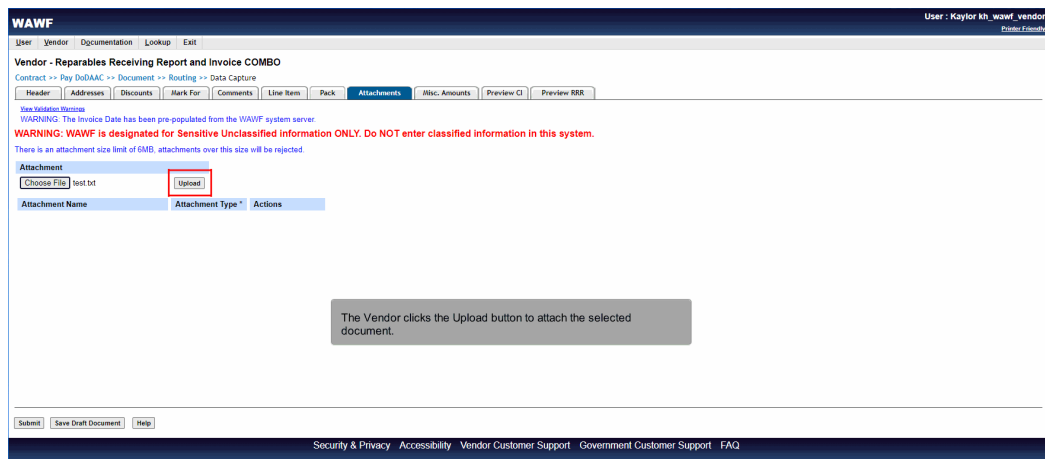 WAWF
User : Kaylor kh_wawf_vendor
Printer Friendly
User Vendor Documentation Lookup Exit
Vendor - Reparables Receiving Report and Invoice COMBO
Contract >> Pay DoDAAC >> Document >> Routing >> Data Capture
Header Addresses Discounts Mark For Comments Line Item Pack Attachments Misc. Amounts Preview CI Preview RRR
View Validation Warnings
WARNING: The Invoice Date has been pre-populated from the WAWF system server.
WARNING: WAWF is designated for Sensitive Unclassified information ONLY. Do NOT enter classified information in this system.
There is an attachment size limit of 6MB, attachments over this size will be rejected.
Attachment
Choose File test.txt Upload
Attachment Name Attachment Type * Actions
The Vendor clicks the Upload button to attach the selected
document.
Submit Save Draft Document Help
Security & Privacy Accessibility Vendor Customer Support Government Customer Support FAQ